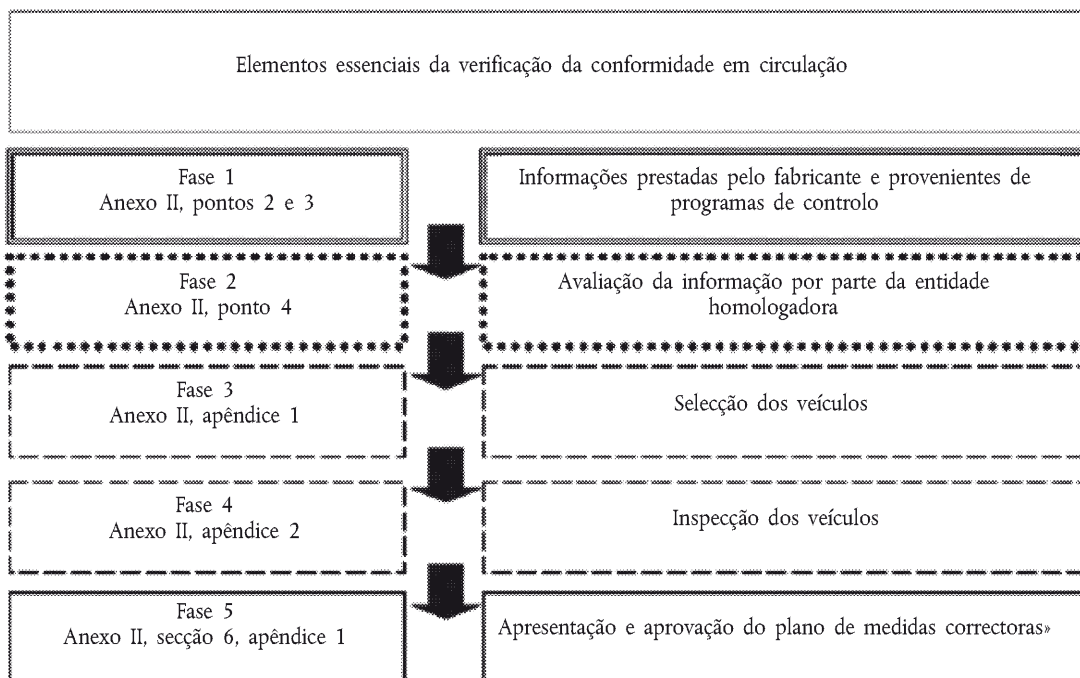 Elementos essenciais da verificação da conformidade em circulação
Fase 1
Anexo II, pontos 2 e 3
Informações prestadas pelo fabricante e provenientes de
programas de controlo
Fase 2
Anexo II, ponto 4
Avaliação da informação por parte da entidade
homologadora
Fase 3
Anexo II, apêndice 1
Selecção dos veículos
Fase 4
Anexo II, apêndice 2
Inspecção dos veículos
Fase 5
Anexo II, secção 6, apêndice 1
Apresentação e aprovação do plano de medidas correctoras»